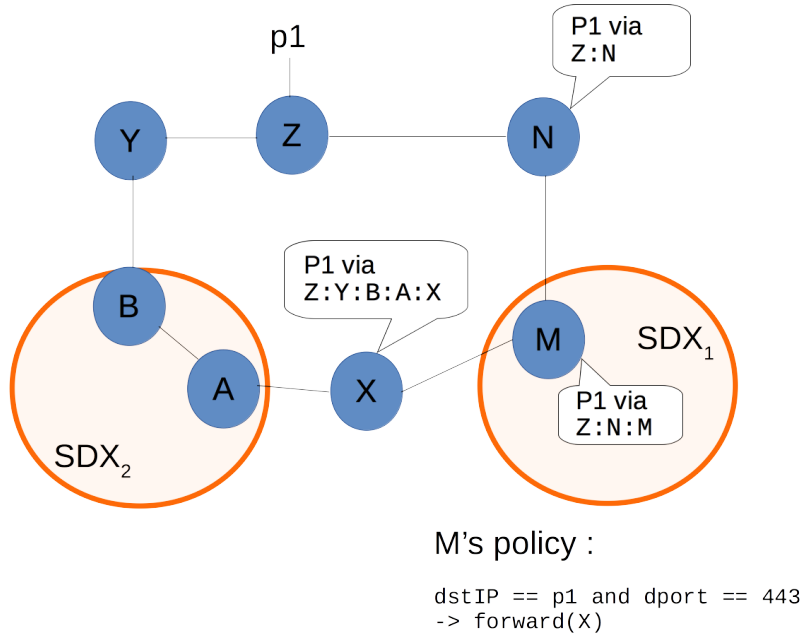 p1
P1 via
Z:N
Y
Z
N
P1 via
Z:Y:B:A:X
B
M
SDX1
A
X
P1 via
Z:N:M
SDX2
M’s policy :
dstIP == p1 and dport == 443
-> forward(X)